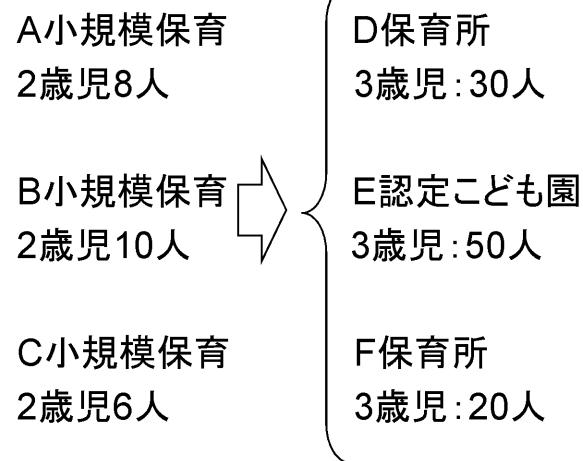 A小規模保育
2歳児8人
B小規模保育
2歳児10人
C小規模保育
2歳児6人
D保育所
3歳児：30人
E認定こども園
3歳児：50人
F保育所
3歳児：20人